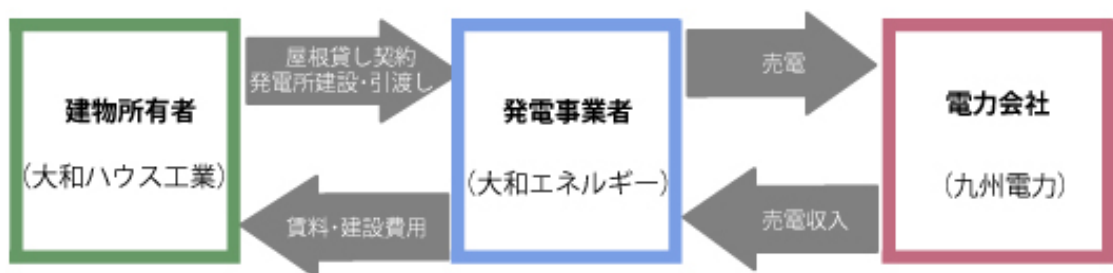 建物所有者
(大和ハウス工業)
屋根貸し契約
発電所建設・引渡し
賃料・建設費用
発電事業者
(大和エネルギー)
売電
売電収入
電力会社
(九州電力)